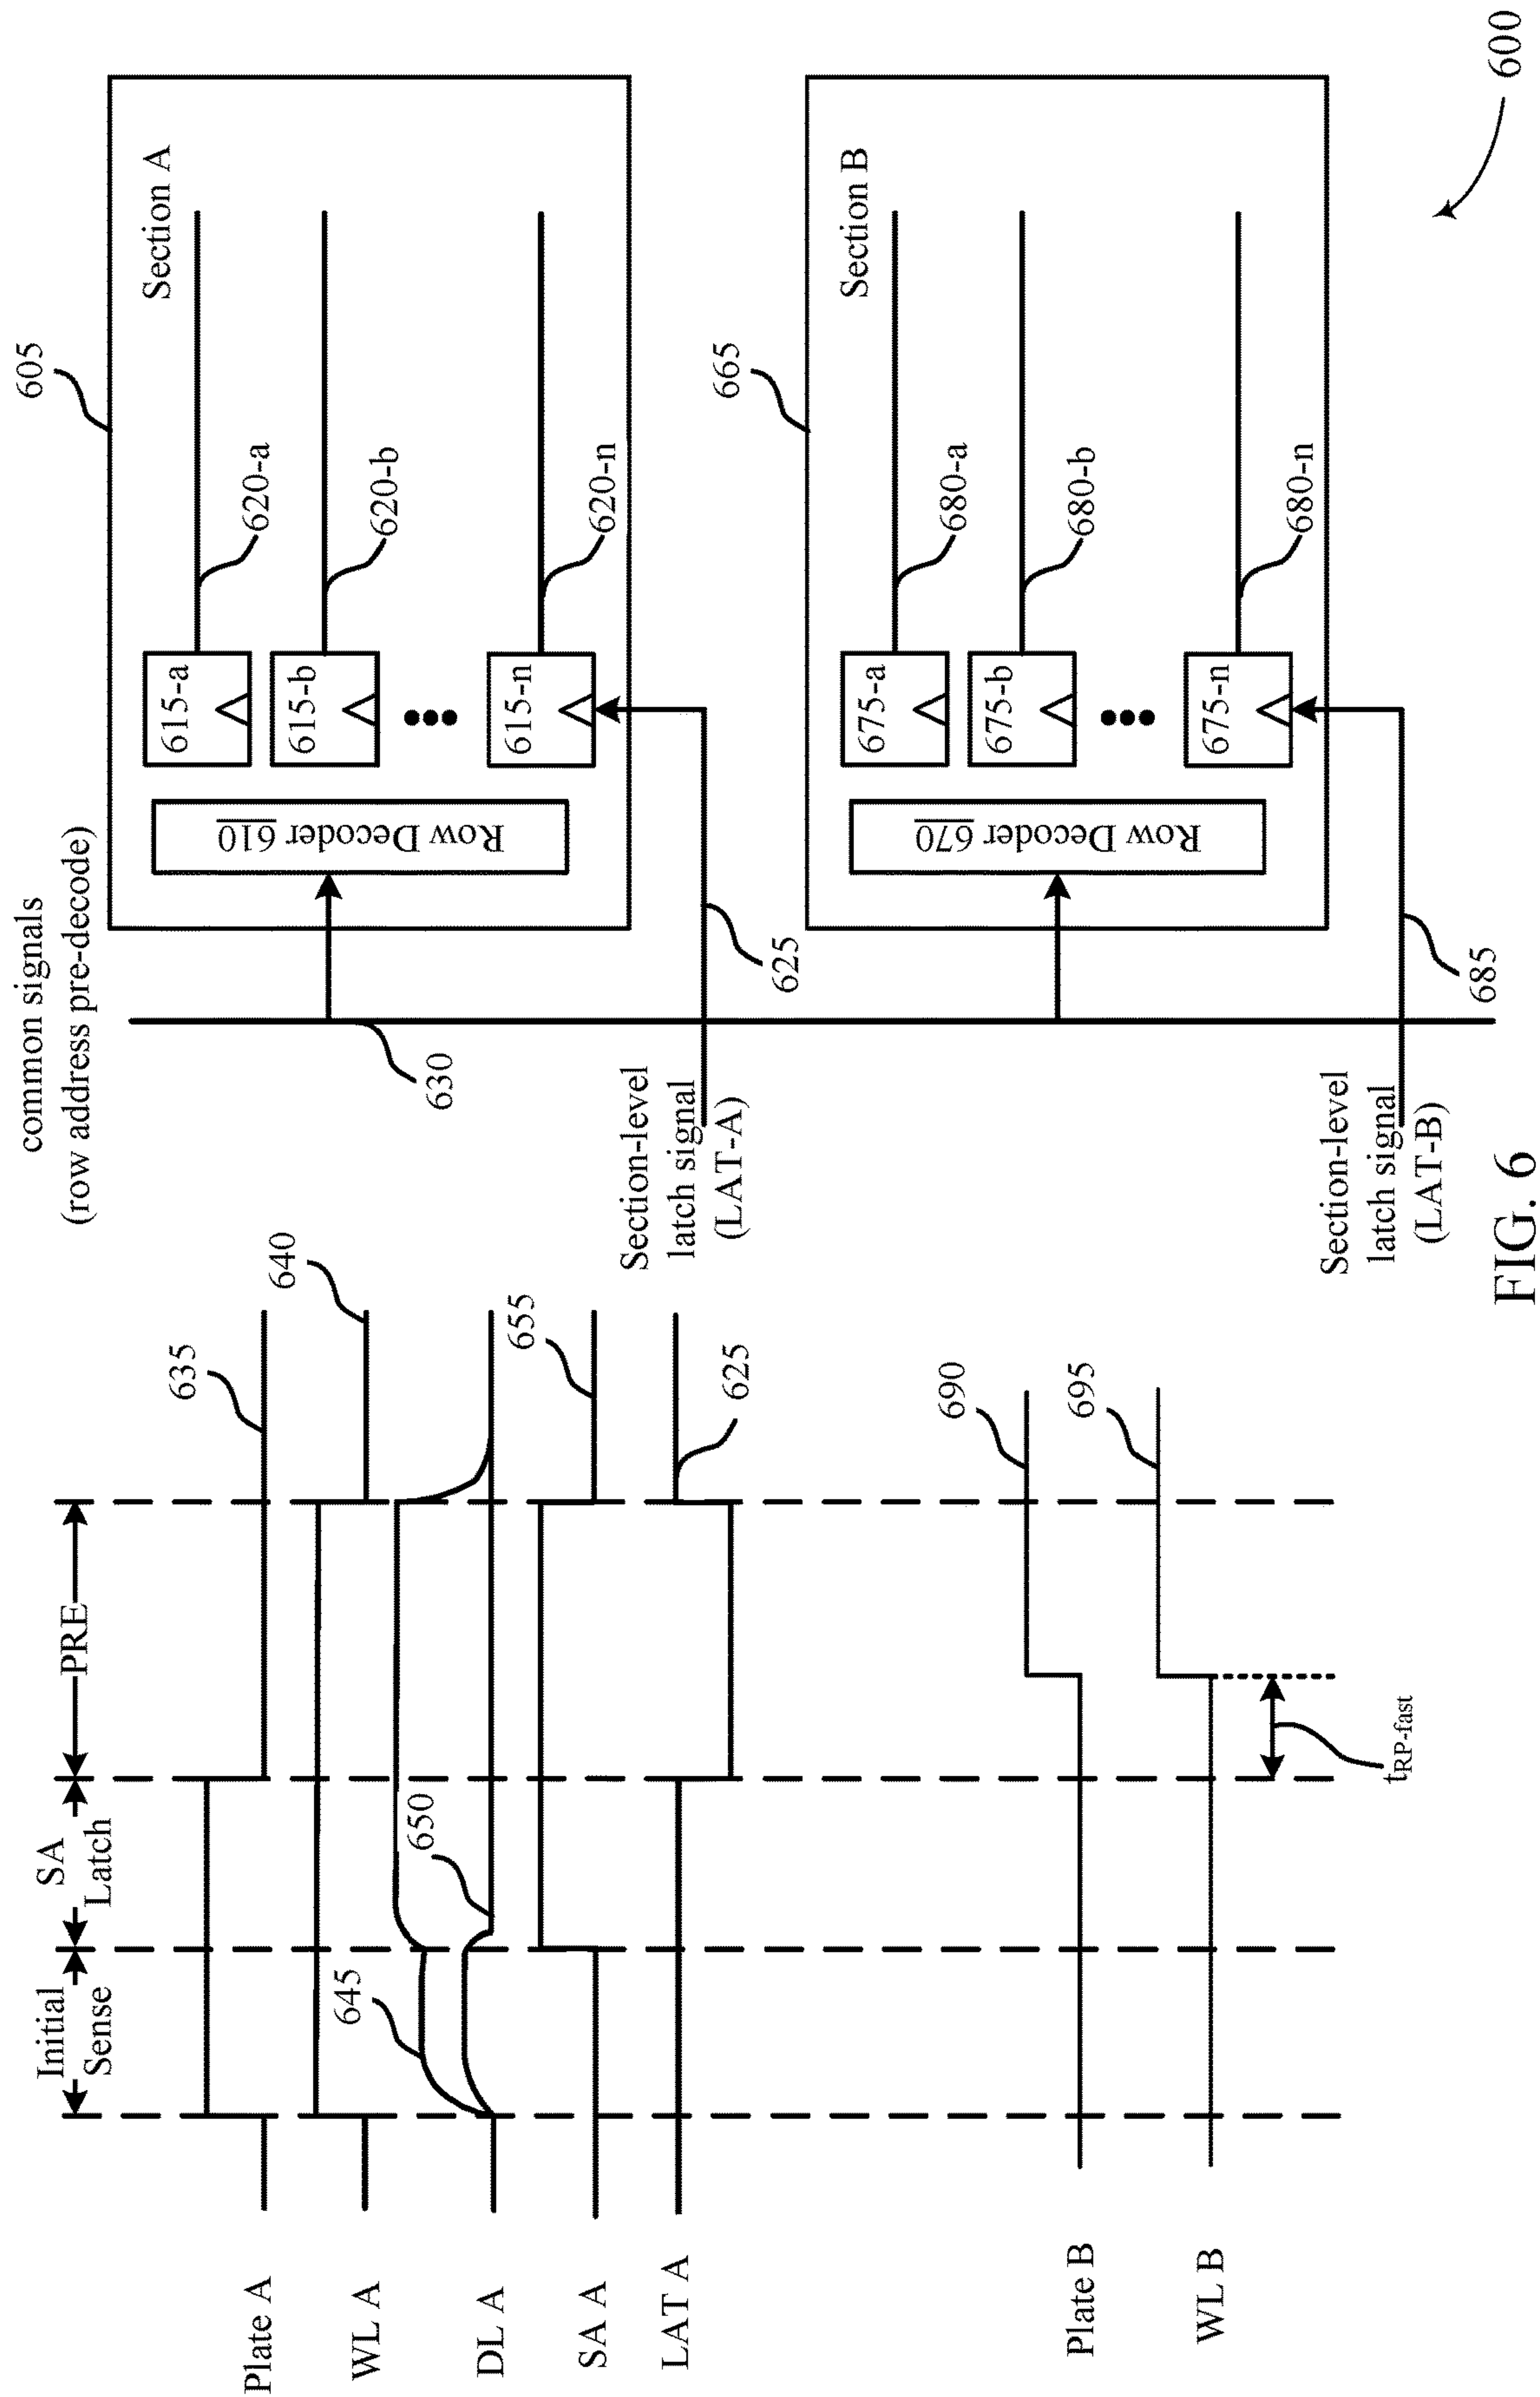 Initial
Sense
SA
Latch
PRE
Plate A
635
WL A
640
DL A
645
650
SA A
655
LAT A
625
Plate B
690
WL B
695
tRP-fast
common signals
(row address pre-decode)
630
605
Section A
Row Decoder 610
615-a
620-a
615-b
620-b
615-n
620-n
Section-level
latch signal
(LAT-A)
625
665
Section B
Row Decoder 670
675-a
680-a
675-b
680-b
675-n
680-n
Section-level
latch signal
(LAT-B)
685
600
FIG. 6